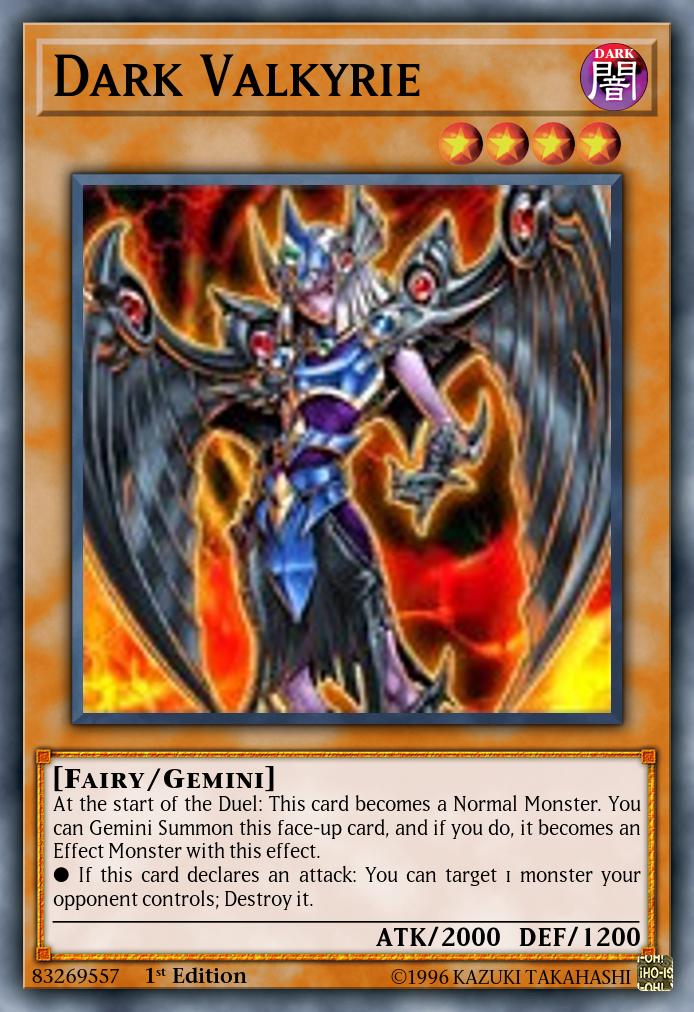 DARK VALKYRIE
DARK
闇
[FAIRY/GEMINI]
At the start of the Duel: This card becomes a Normal Monster. You
can Gemini Summon this face-up card, and if you do, it becomes an
Effect Monster with this effect.
● If this card declares an attack: You can target 1 monster your
opponent controls; Destroy it.
ATK/2000 DEF/1200
83269557 1st Edition ©1996 KAZUKI TAKAHASHI